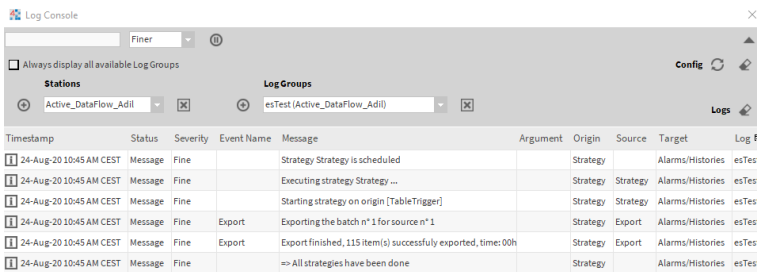 Log Console
Finer
Always display all available Log Groups
Config
Stations Log Groups
Active_DataFlow_Adil esTest (Active_DataFlow_Adil)
Logs
Timestamp Status Severity Event Name Message Argument Origin Source Target Log
24-Aug-20 10:45 AM CEST Message Fine Strategy Strategy is scheduled Strategy Alarms/Histories esTes
24-Aug-20 10:45 AM CEST Message Fine Executing strategy Strategy ... Strategy Strategy Alarms/Histories esTes
24-Aug-20 10:45 AM CEST Message Fine Starting strategy on origin [TableTrigger] Strategy Strategy Alarms/Histories esTes
24-Aug-20 10:45 AM CEST Message Fine Export Exporting the batch n° 1 for source n° 1 Strategy Export Alarms/Histories esTes
24-Aug-20 10:45 AM CEST Message Fine Export Export finished, 115 item(s) successfuly exported, time: 00h Strategy Export Alarms/Histories esTes
24-Aug-20 10:45 AM CEST Message Fine => All strategies have been done Strategy Alarms/Histories esTes